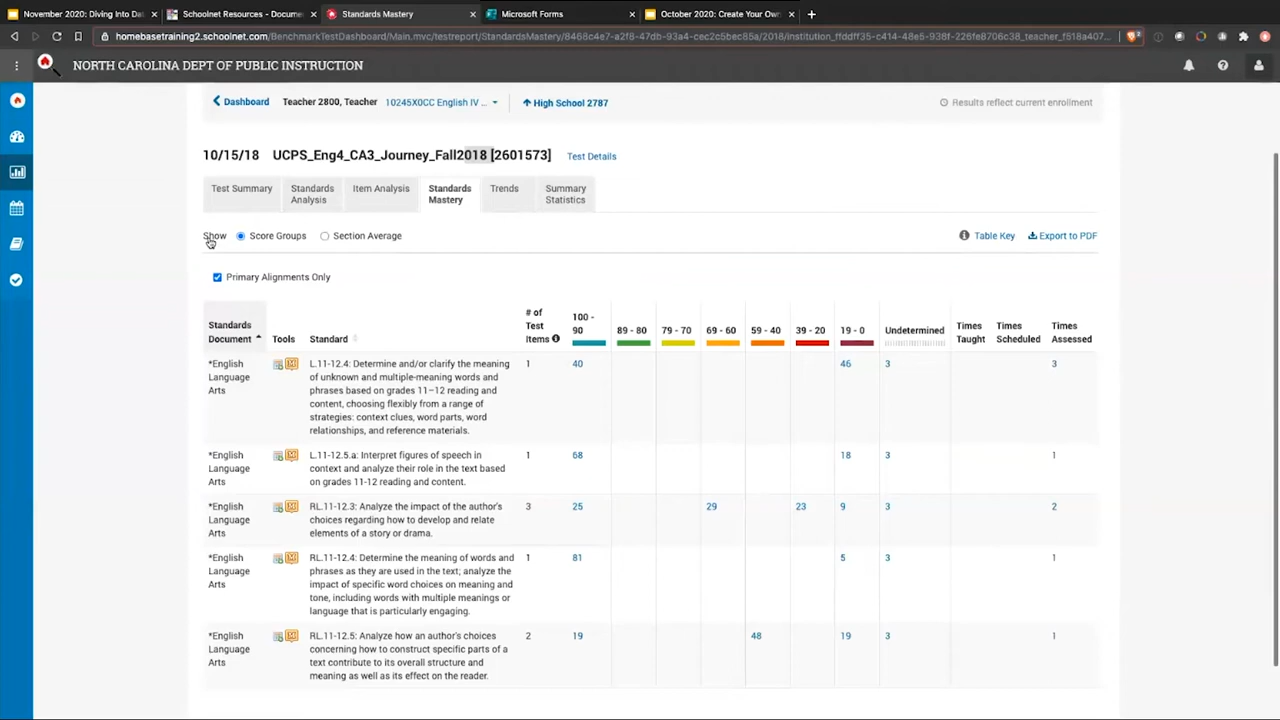 November 2020: Diving Into Dat
Schoolnet Resources - Docume
Standards Mastery
Microsoft Forms
October 2020: Create Your Own
homebasetraining2.schoolnet.com/BenchmarkTestDashboard/Main.mvc/testreport/StandardsMastery/8468c4e7-a2f8-47db-93a4-cec2c5bec85a/2018/institution_ffddff35-c414-48e5-938f-226fe8706c38_teacher_f518a407...
NORTH CAROLINA DEPT OF PUBLIC INSTRUCTION
Dashboard Teacher 2800, Teacher 10245X0CC English IV ... High School 2787 Results reflect current enrollment
10/15/18 UCPS_Eng4_CA3_Journey_Fall2018 [2601573] Test Details
Test Summary
Standards
Analysis
Item Analysis
Standards
Mastery
Trends
Summary
Statistics
Show Score Groups Section Average Table Key Export to PDF
Primary Alignments Only
Standards
Document
Tools
Standard
# of
Test
Items
100 -
90
89 - 80
79 - 70
69 - 60
59 - 40
39 - 20
19 - 0
Undetermined
Times
Taught
Times
Scheduled
Times
Assessed
*English
Language
Arts
L.11-12.4: Determine and/or clarify the meaning
of unknown and multiple-meaning words and
phrases based on grades 11–12 reading and
content, choosing flexibly from a range of
strategies: context clues, word parts, word
relationships, and reference materials.
1 40 46 3 3
*English
Language
Arts
L.11-12.5.a: Interpret figures of speech in
context and analyze their role in the text based
on grades 11-12 reading and content.
1 68 18 3 1
*English
Language
Arts
RL.11-12.3: Analyze the impact of the author's
choices regarding how to develop and relate
elements of a story or drama.
3 25 29 23 9 3 2
*English
Language
Arts
RL.11-12.4: Determine the meaning of words and
phrases as they are used in the text; analyze the
impact of specific word choices on meaning and
tone, including words with multiple meanings or
language that is particularly engaging.
1 81 5 3 1
*English
Language
Arts
RL.11-12.5: Analyze how an author's choices
concerning how to construct specific parts of a
text contribute to its overall structure and
meaning as well as its effect on the reader.
2 19 48 19 3 1